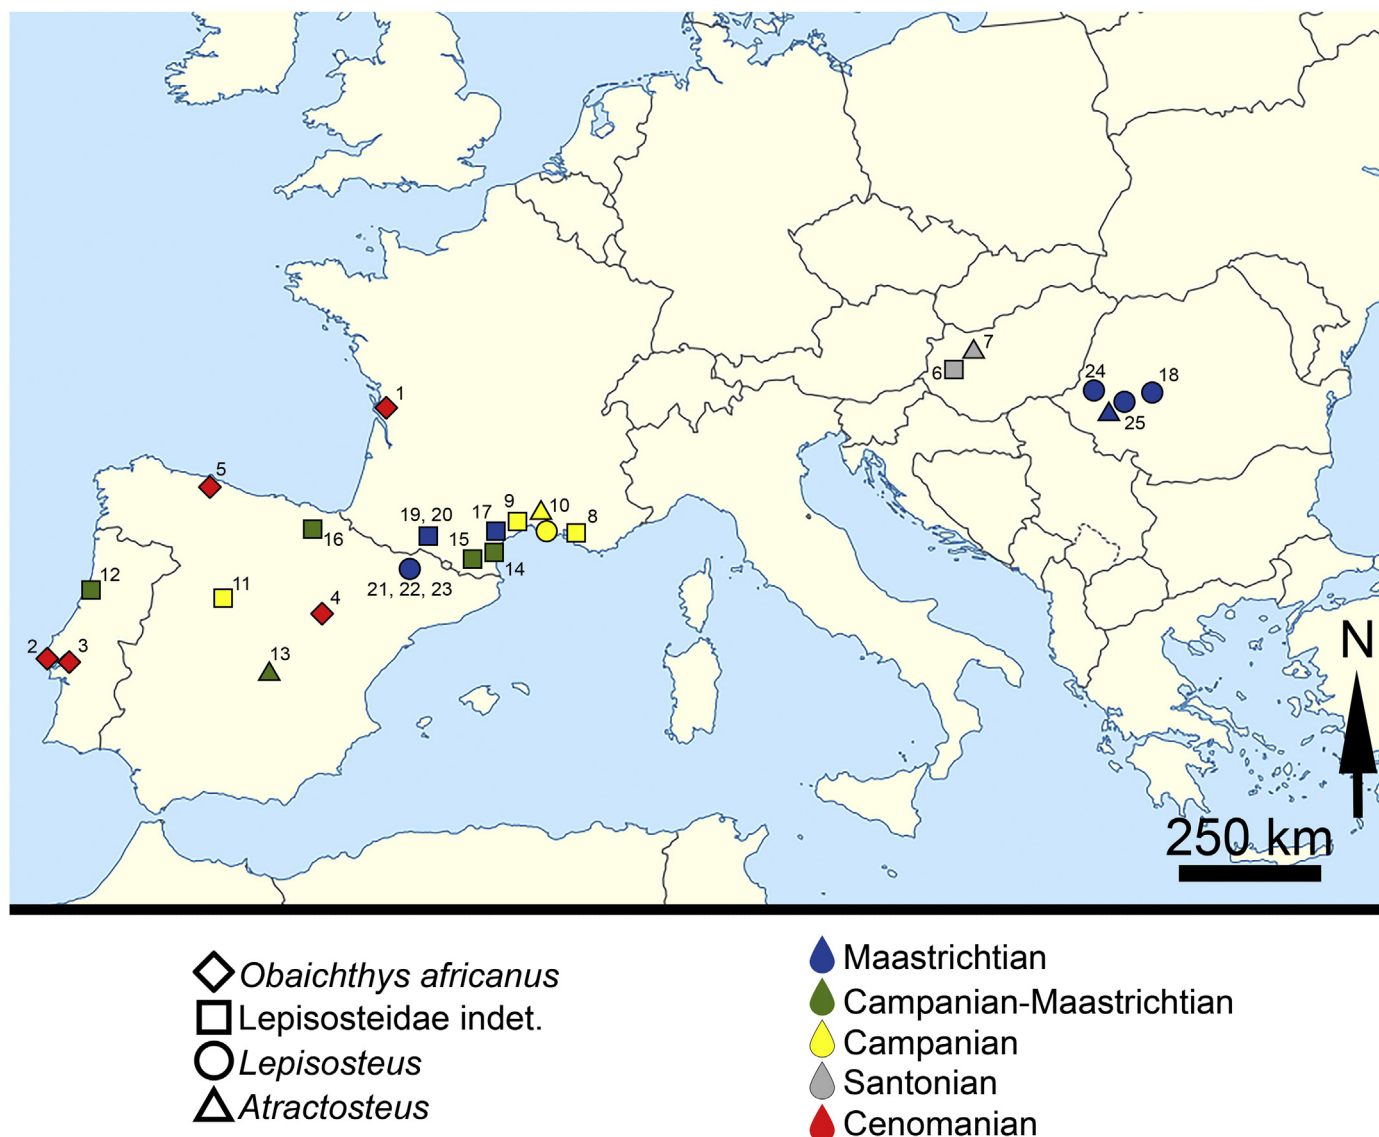 1
5
7
6
24
18
25
9
10
8
17
19, 20
15
16
14
12
11
21, 22, 23
4
2
3
13
N
250 km
Obaichthys africanus
Lepisosteidae indet.
Lepisosteus
Atractosteus
Maastrichtian
Campanian-Maastrichtian
Campanian
Santonian
Cenomanian